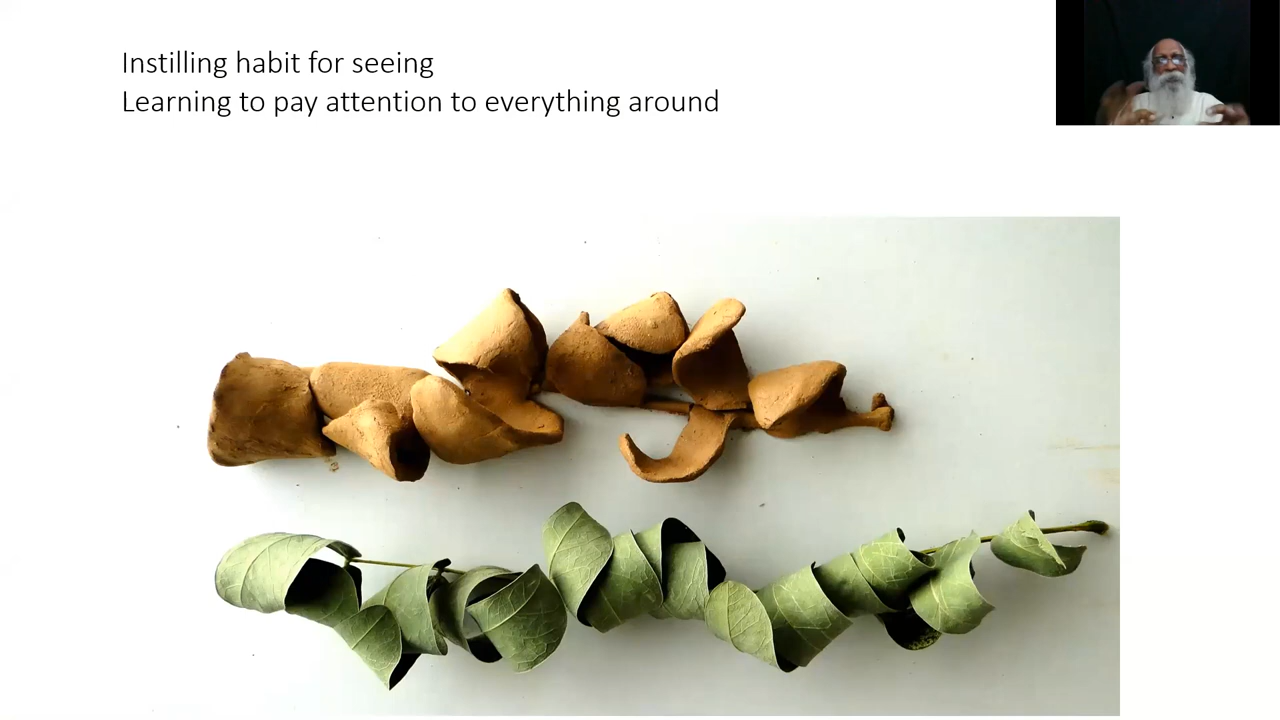 Instilling habit for seeing
Learning to pay attention to everything around